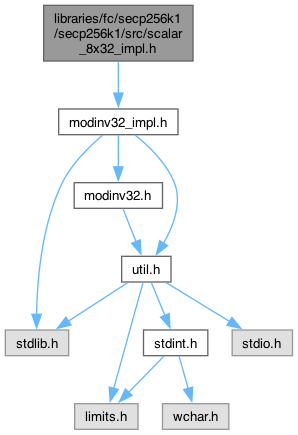 libraries/fc/secp256k1
/secp256k1/src/scalar
_8x32_impl.h
modinv32_impl.h
modinv32.h
util.h
stdlib.h
stdint.h
stdio.h
limits.h
wchar.h